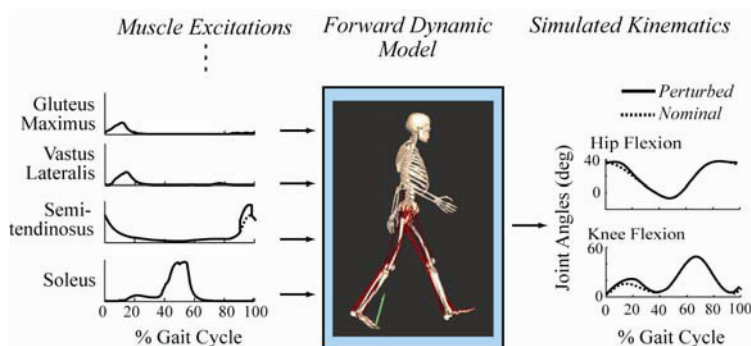 Muscle Excitations
Forward Dynamic
Model
Simulated Kinematics
Gluteus
Maximus
Vastus
Lateralis
Semi-
tendinosus
Soleus
0 20 40 60 80 100
% Gait Cycle
Perturbed
Nominal
Hip Flexion
40
0
Knee Flexion
60
0
Joint Angles (deg)
0 20 40 60 80 100
% Gait Cycle